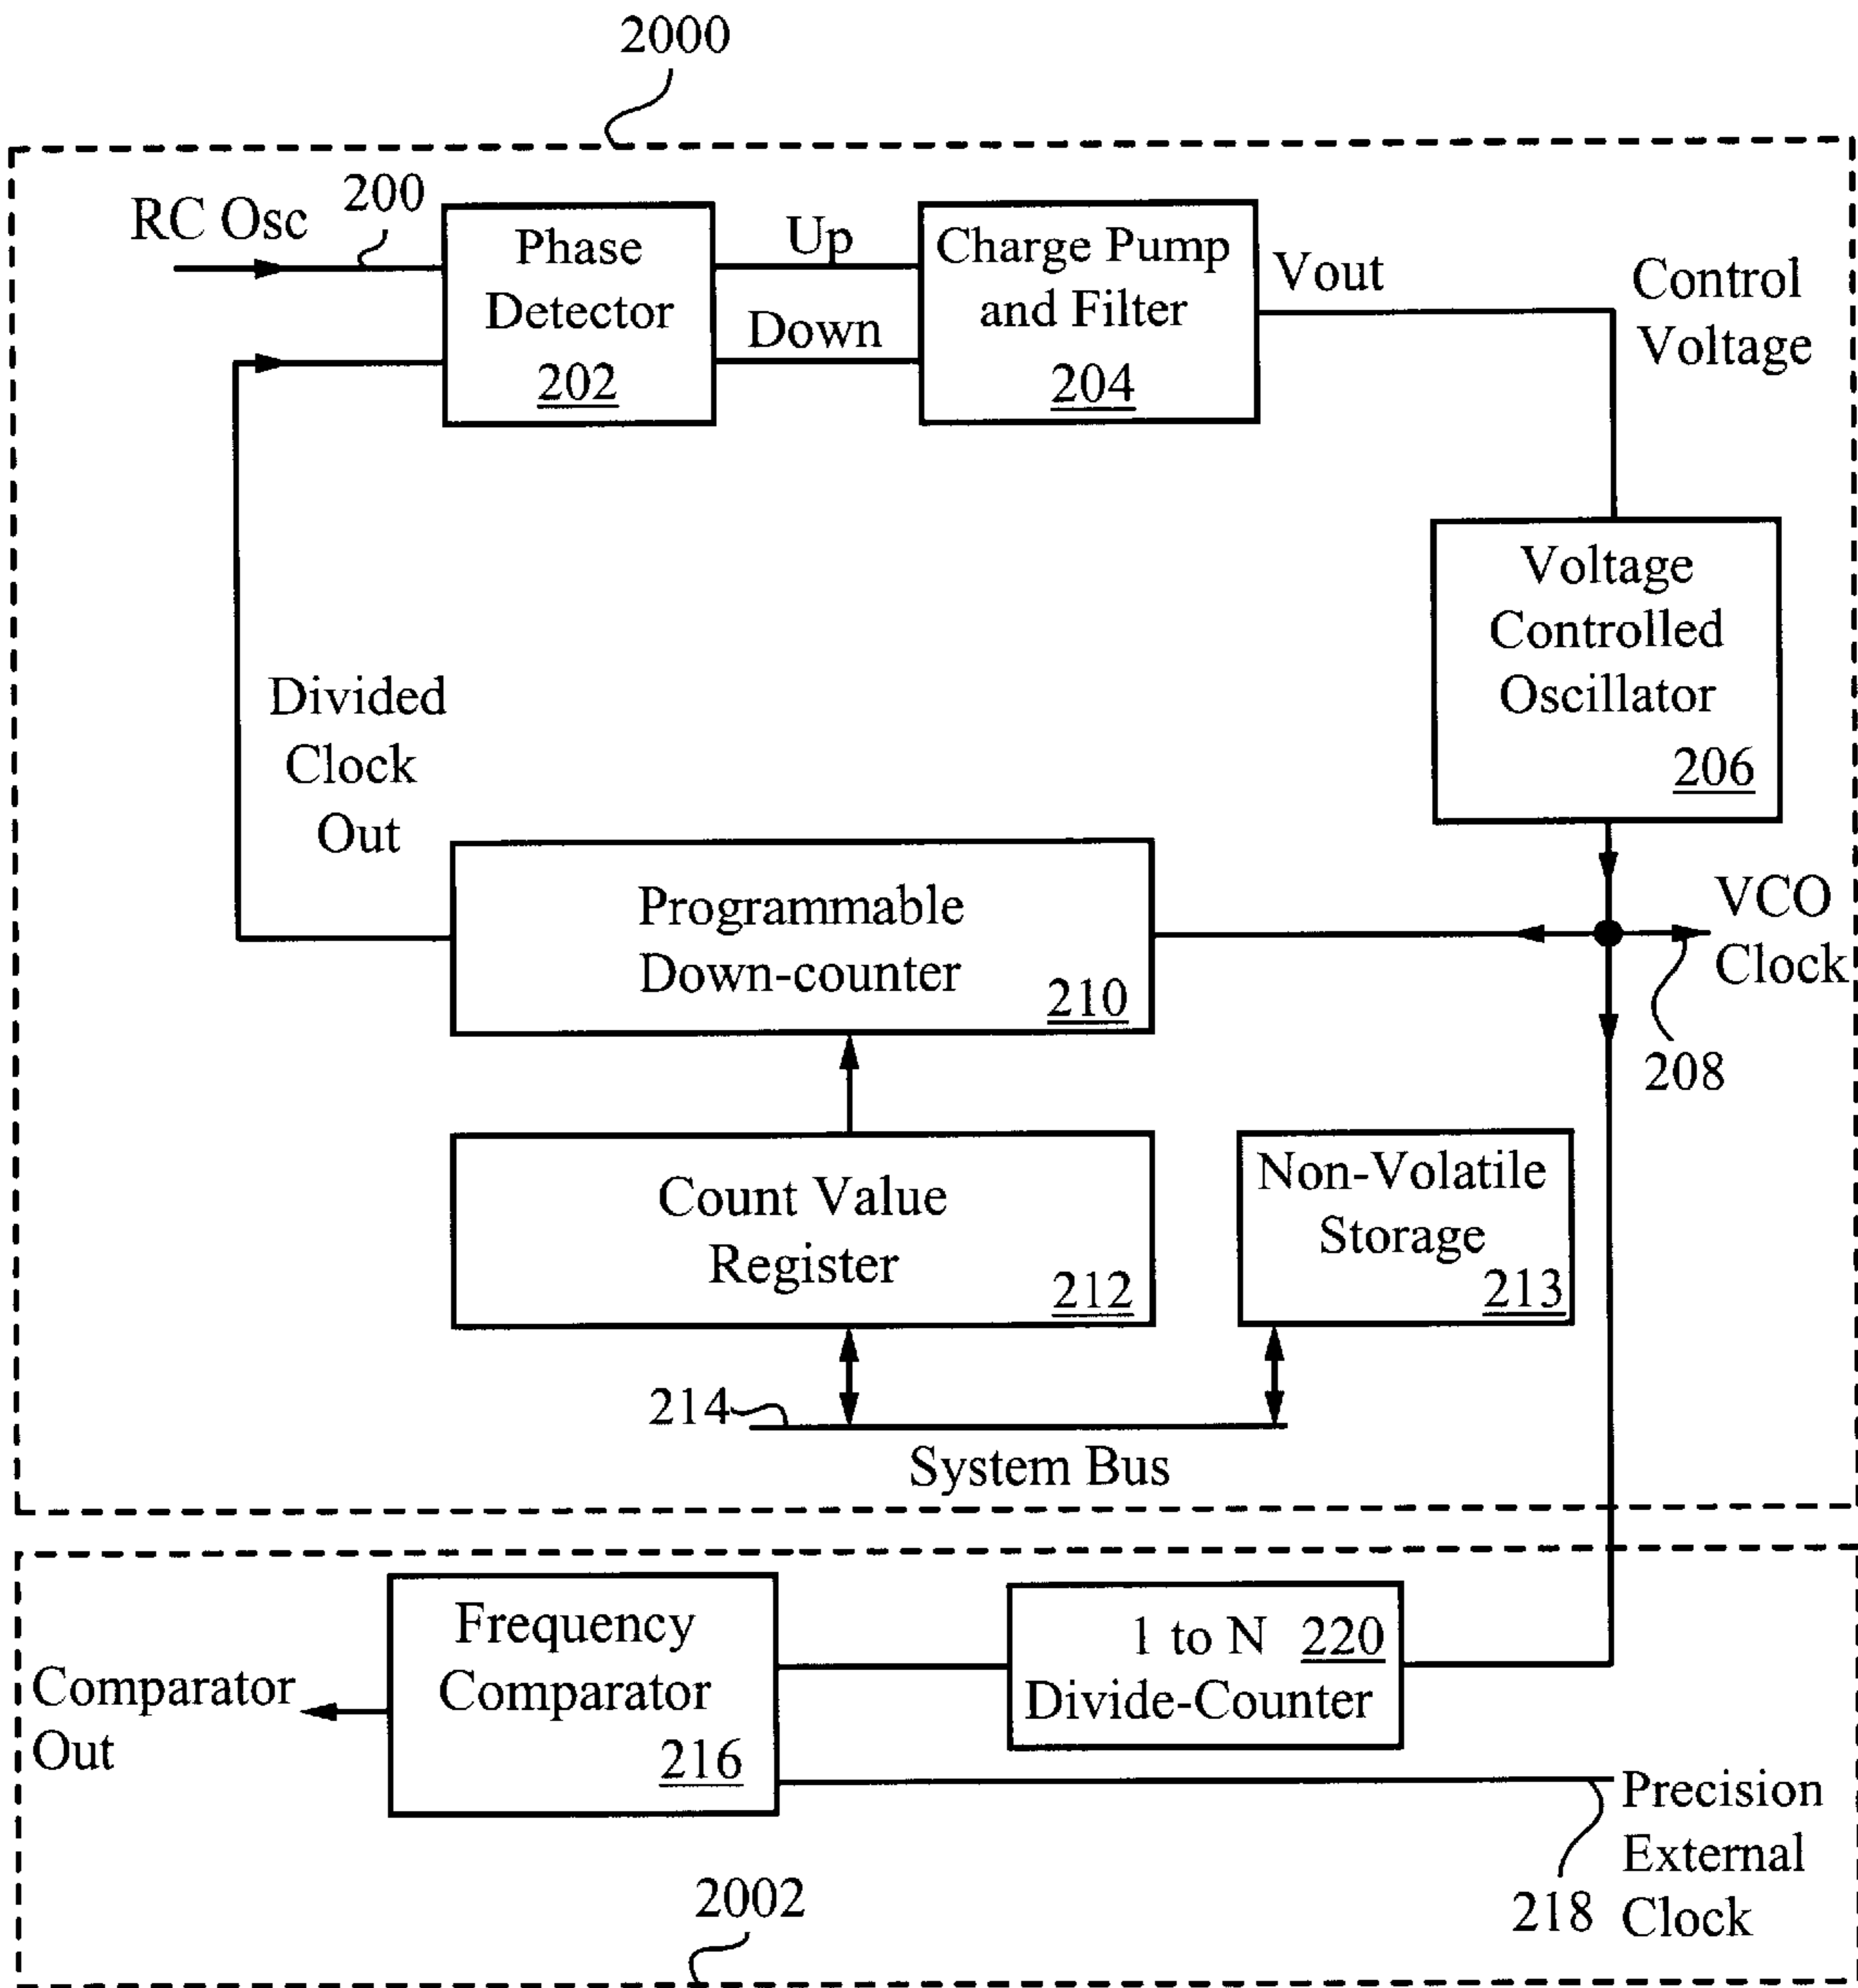 2000
RC Osc
200
Phase
Detector
202
Up
Down
Charge Pump
and Filter
204
Vout
Control
Voltage
Voltage
Controlled
Oscillator
206
Divided
Clock
Out
Programmable
Down-counter
210
VCO
Clock
208
Count Value
Register
212
Non-Volatile
Storage
213
214
System Bus
Frequency
Comparator
216
1 to N 220
Divide-Counter
Comparator
Out
Precision
External
Clock
218
2002